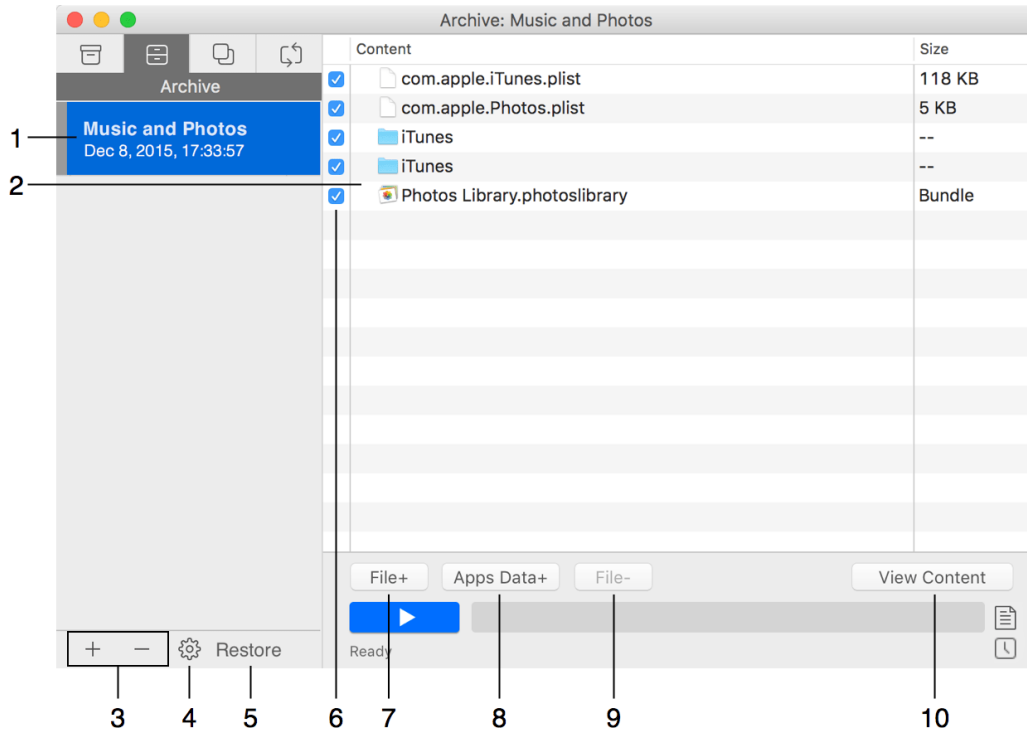 Archive: Music and Photos
Archive
Music and Photos
Dec 8, 2015, 17:33:57
Content Size
com.apple.iTunes.plist 118 KB
com.apple.Photos.plist 5 KB
iTunes --
iTunes --
Photos Library.photoslibrary Bundle
1
2
File+ Apps Data+ File- View Content
Ready
+ − Restore
3 4 5 6 7 8 9 10